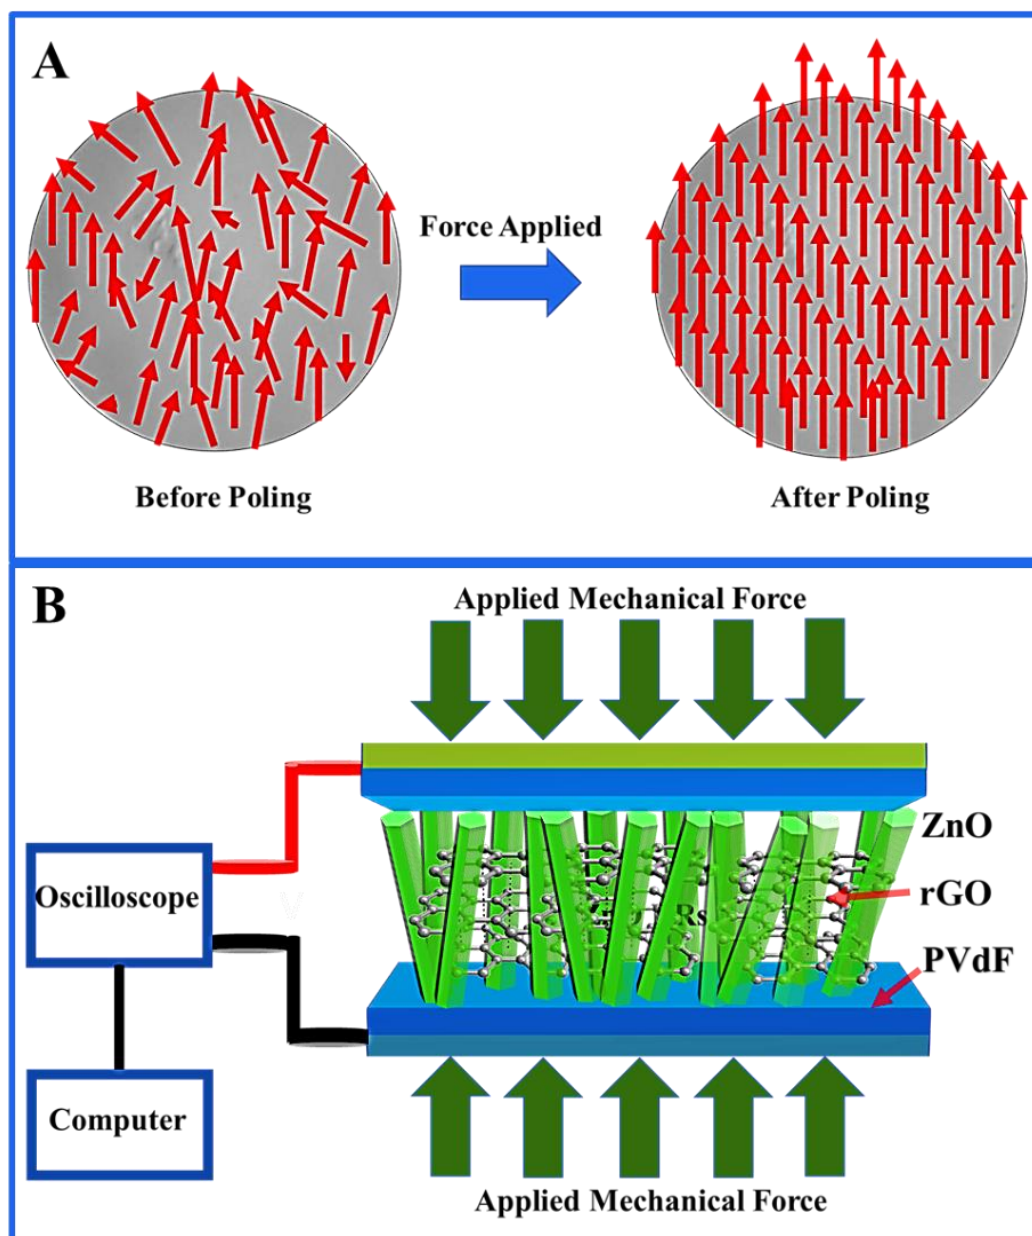 A
Force Applied
Before Poling
After Poling
B
Applied Mechanical Force
ZnO
Oscilloscope
rGO
PVdF
Computer
Applied Mechanical Force